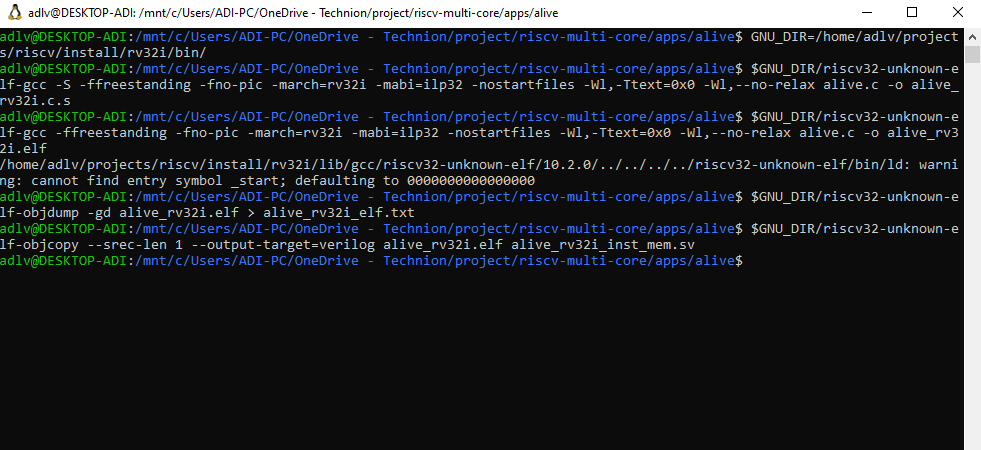 adlv@DESKTOP-ADI: /mnt/c/Users/ADI-PC/OneDrive - Technion/project/riscv-multi-core/apps/alive
adlv@DESKTOP-ADI:/mnt/c/Users/ADI-PC/OneDrive - Technion/project/riscv-multi-core/apps/alive$ GNU_DIR=/home/adlv/project
s/riscv/install/rv32i/bin/
adlv@DESKTOP-ADI:/mnt/c/Users/ADI-PC/OneDrive - Technion/project/riscv-multi-core/apps/alive$ $GNU_DIR/riscv32-unknown-e
lf-gcc -S -ffreestanding -fno-pic -march=rv32i -mabi=ilp32 -nostartfiles -Wl,-Ttext=0x0 -Wl,--no-relax alive.c -o alive_
rv32i.c.s
adlv@DESKTOP-ADI:/mnt/c/Users/ADI-PC/OneDrive - Technion/project/riscv-multi-core/apps/alive$ $GNU_DIR/riscv32-unknown-e
lf-gcc -ffreestanding -fno-pic -march=rv32i -mabi=ilp32 -nostartfiles -Wl,-Ttext=0x0 -Wl,--no-relax alive.c -o alive_rv3
2i.elf
/home/adlv/projects/riscv/install/rv32i/lib/gcc/riscv32-unknown-elf/10.2.0/../../../../riscv32-unknown-elf/bin/ld: warni
ng: cannot find entry symbol _start; defaulting to 0000000000000000
adlv@DESKTOP-ADI:/mnt/c/Users/ADI-PC/OneDrive - Technion/project/riscv-multi-core/apps/alive$ $GNU_DIR/riscv32-unknown-e
lf-objdump -gd alive_rv32i.elf > alive_rv32i_elf.txt
adlv@DESKTOP-ADI:/mnt/c/Users/ADI-PC/OneDrive - Technion/project/riscv-multi-core/apps/alive$ $GNU_DIR/riscv32-unknown-e
lf-objcopy --srec-len 1 --output-target=verilog alive_rv32i.elf alive_rv32i_inst_mem.sv
adlv@DESKTOP-ADI:/mnt/c/Users/ADI-PC/OneDrive - Technion/project/riscv-multi-core/apps/alive$